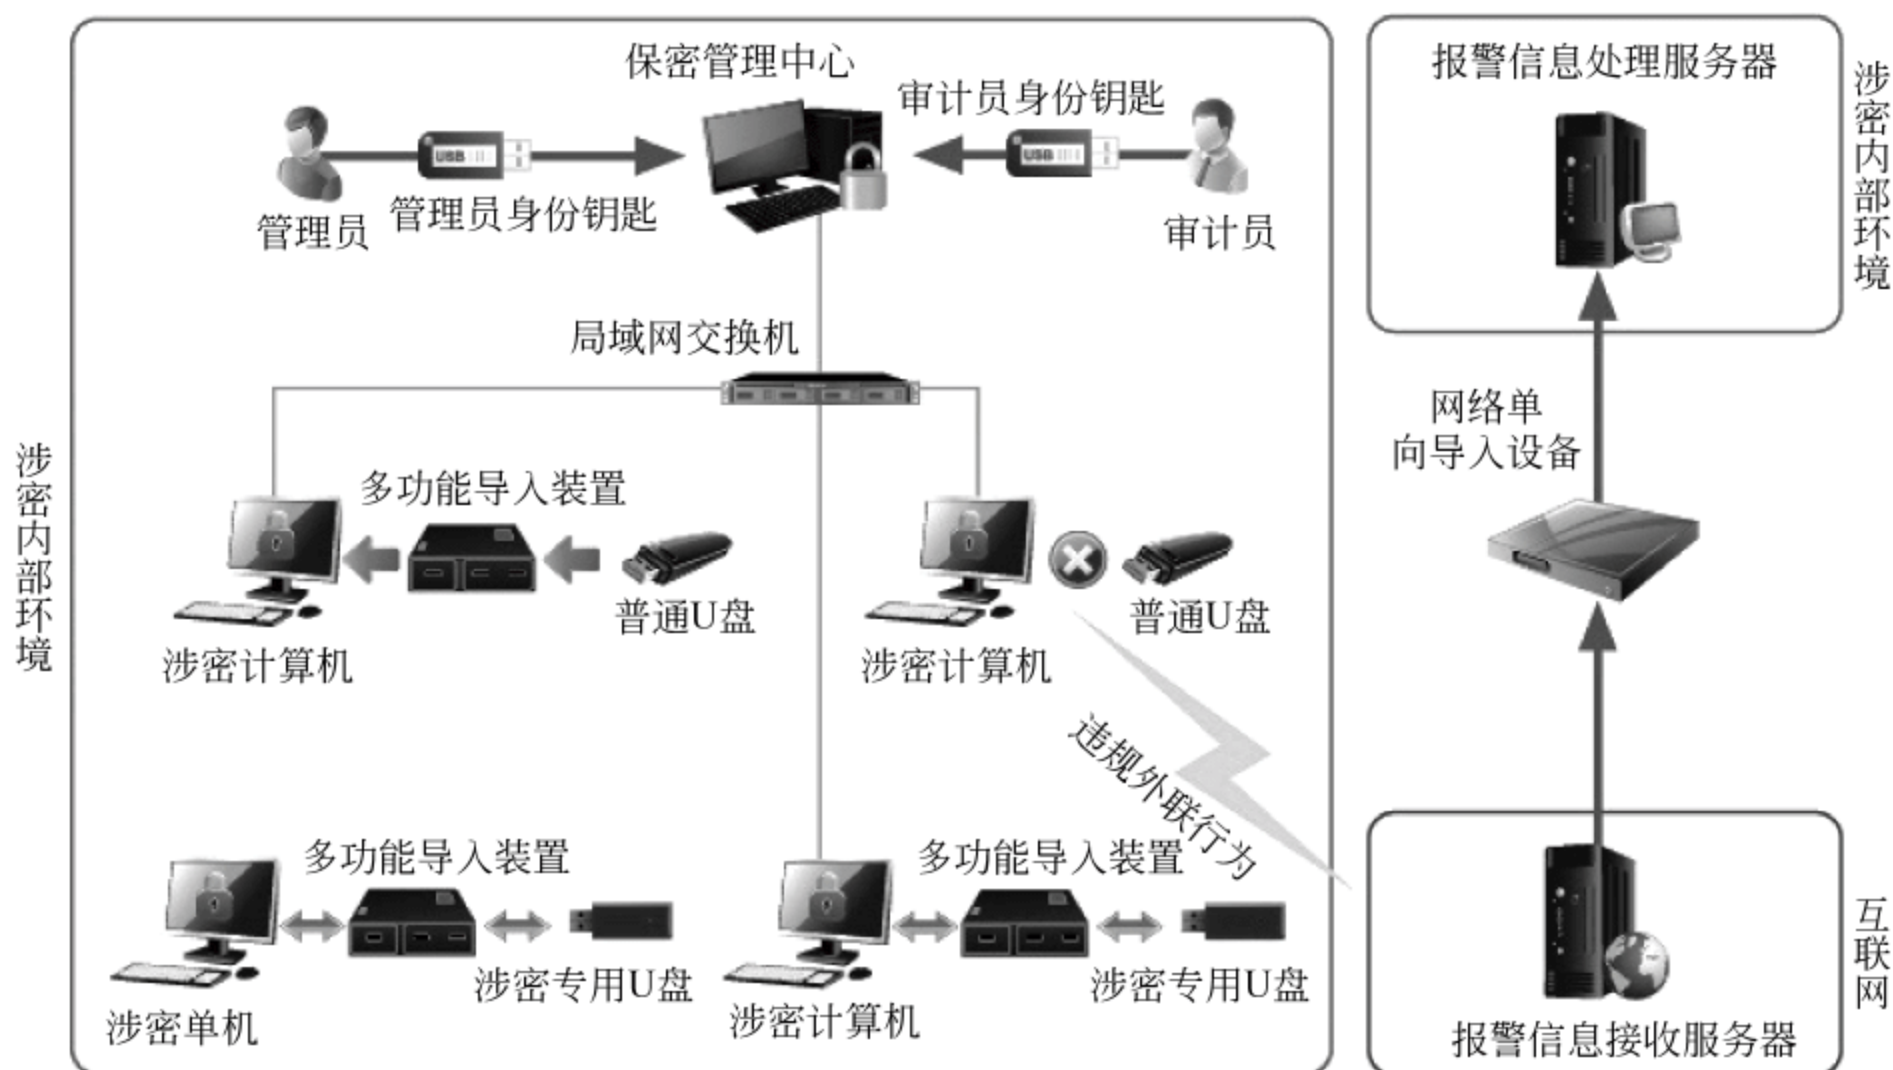 保密管理中心
审计员身份钥匙
USB
USB
管理员身份钥匙
管理员
审计员
局域网交换机
多功能导入装置
普通U盘
普通U盘
涉密计算机
涉密计算机
违规外联行为
多功能导入装置
多功能导入装置
涉密专用U盘
涉密专用U盘
涉密单机
涉密计算机
涉密内部环境
报警信息处理服务器
涉密内部环境
网络单
向导入设备
互联网
报警信息接收服务器